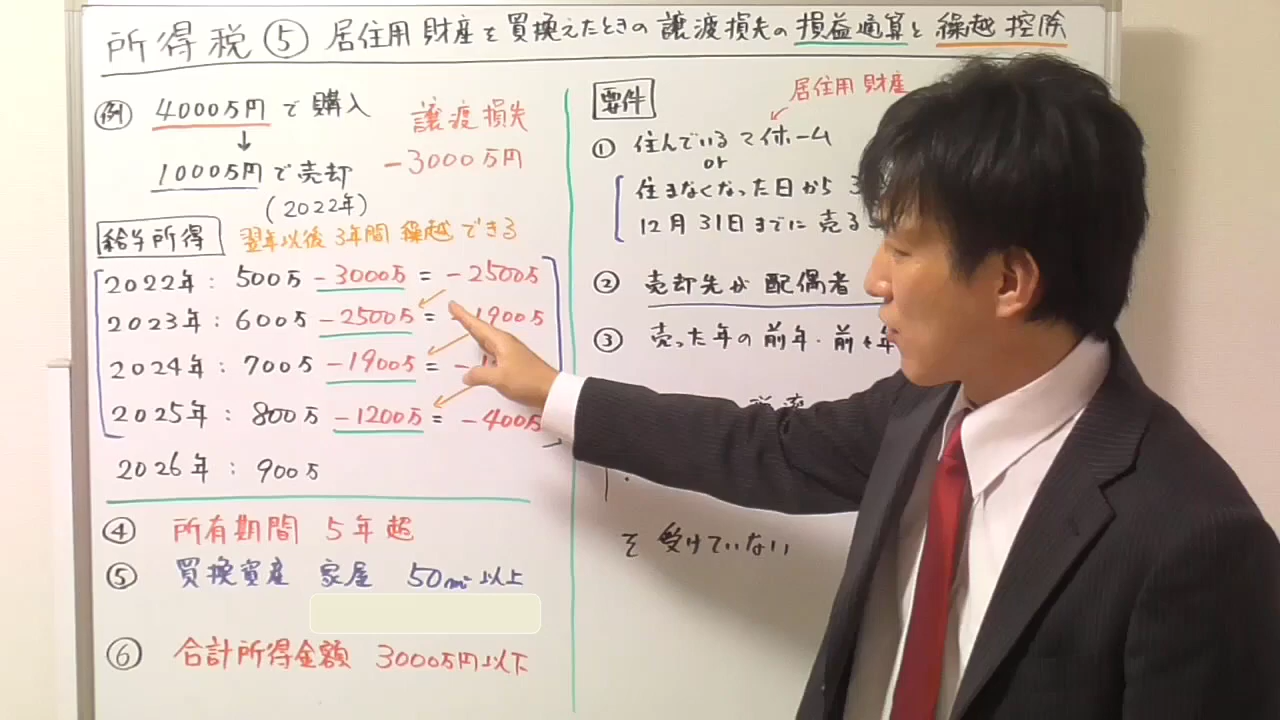 所得税 ⑤ 居住用財産を買換えたときの譲渡損失の損益通算と繰越控除
例 4000万円で購入
↓
1000万円で売却
(2022年)
譲渡損失
-3000万円
給与所得 翌年以後3年間繰越できる
2022年: 500万 -3000万 = -2500万
2023年: 600万 -2500万 = -1900万
2024年: 700万 -1900万 = -1
2025年: 800万 -1200万 = -400万
2026年: 900万
④ 所有期間 5年超
⑤ 買換資産 家屋 50㎡以上
⑥ 合計所得金額 3000万円以下
要件
居住用財産
① 住んでいるマイホーム
or
住まなくなった日から 3
12月31日までに売る
② 売却先が配偶者
③ 売った年の前年・前々年
を受けていない